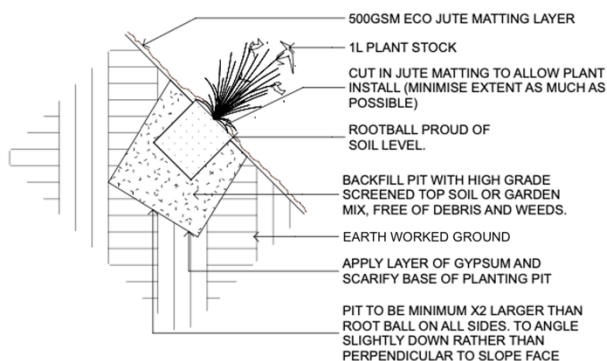 500GSM ECO JUTE MATTING LAYER
1L PLANT STOCK
CUT IN JUTE MATTING TO ALLOW PLANT
INSTALL (MINIMISE EXTENT AS MUCH AS
POSSIBLE)
ROOTBALL PROUD OF
SOIL LEVEL.
BACKFILL PIT WITH HIGH GRADE
SCREENED TOP SOIL OR GARDEN
MIX, FREE OF DEBRIS AND WEEDS.
EARTH WORKED GROUND
APPLY LAYER OF GYPSUM AND
SCARIFY BASE OF PLANTING PIT
PIT TO BE MINIMUM X2 LARGER THAN
ROOT BALL ON ALL SIDES. TO ANGLE
SLIGHTLY DOWN RATHER THAN
PERPENDICULAR TO SLOPE FACE